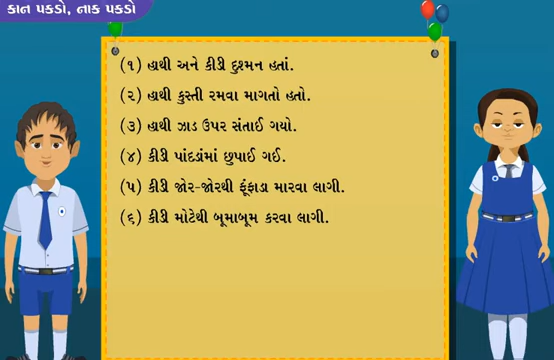 કાન પકડો, નાક પકડો
(૧) હાથી અને કીડી દુશ્મન હતાં.
(૨) હાથી કુસ્તી રમવા માગતો હતો.
(૩) હાથી ઝાડ ઉપર સંતાઈ ગયો.
(૪) કીડી પાંદડાંમાં છુપાઈ ગઈ.
(૫) કીડી જોર-જોરથી ફૂંફાડા મારવા લાગી.
(૬) કીડી મોટેથી બૂમાબૂમ કરવા લાગી.